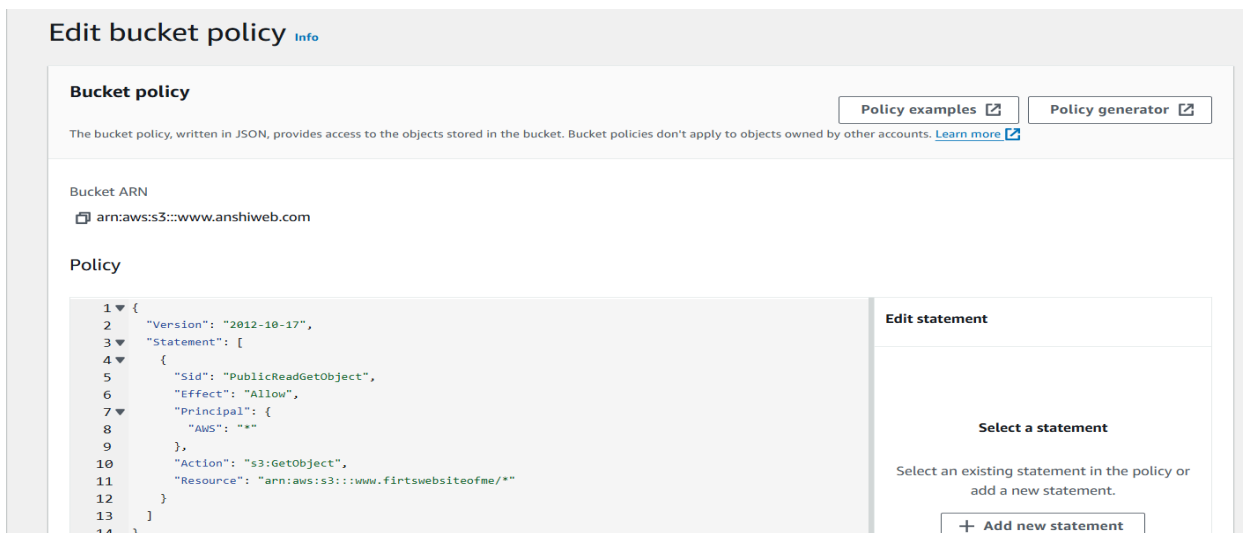 Edit bucket policy Info
Bucket policy
Policy examples
Policy generator
The bucket policy, written in JSON, provides access to the objects stored in the bucket. Bucket policies don't apply to objects owned by other accounts. Learn more
Bucket ARN
arn:aws:s3:::www.anshiweb.com
Policy
1 {
2 "Version": "2012-10-17",
3 "Statement": [
4 {
5 "Sid": "PublicReadGetObject",
6 "Effect": "Allow",
7 "Principal": {
8 "AWS": "*"
9 },
10 "Action": "s3:GetObject",
11 "Resource": "arn:aws:s3:::www.firtswebsiteofme/*"
12 }
13 ]
14 }
Edit statement
Select a statement
Select an existing statement in the policy or
add a new statement.
+ Add new statement